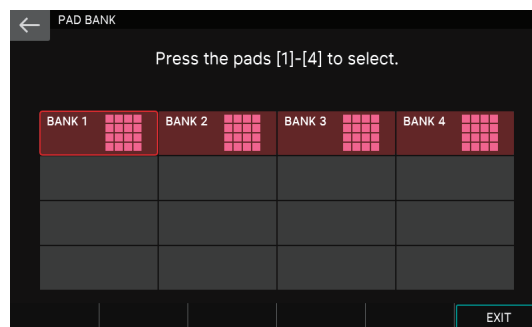 PAD BANK
Press the pads [1]-[4] to select.
BANK 1 BANK 2 BANK 3 BANK 4
EXIT